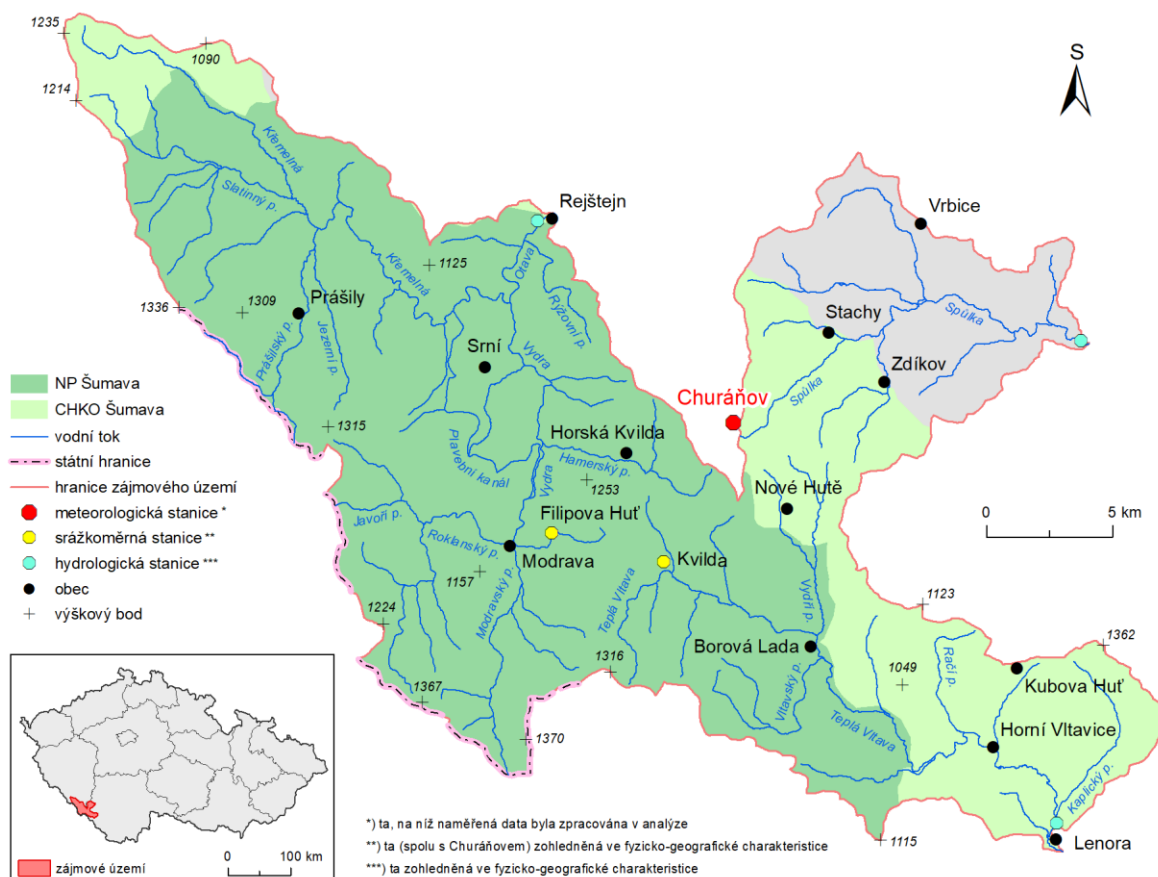 1235
1090
1214
S
Křemelná
Slatinný p.
Rejštejn
Vrbice
Křemelná
1125
Otava
Rýžovní p.
1336
1309
Prášily
Stachy
Spůlka
Prášilský p.
Jezerní p.
Srní
Vydra
Zdíkov
NP Šumava
CHKO Šumava
vodní tok
státní hranice
hranice zájmového území
meteorologická stanice *
srážkoměrná stanice **
hydrologická stanice ***
obec
výškový bod
Churáňov
Spůlka
1315
Plavební kanál
Horská Kvilda
Hamerský p.
Vydra
1253
Nové Hutě
0 5 km
Javoří p.
Filipova Huť
Roklanský p.
Modrava
Kvilda
1157
Modravský p.
Teplá Vltava
Vydří p.
1123
1224
1316
Borová Lada
1049
Račí p.
1362
Kubova Huť
1367
Vltavský p.
Teplá Vltava
1370
Horní Vltavice
Kaplický p.
1115
Lenora
0 100 km
zájmové území
*) ta, na níž naměřená data byla zpracována v analýze
**) ta (spolu s Churáňovem) zohledněná ve fyzicko-geografické charakteristice
***) ta zohledněná ve fyzicko-geografické charakteristice